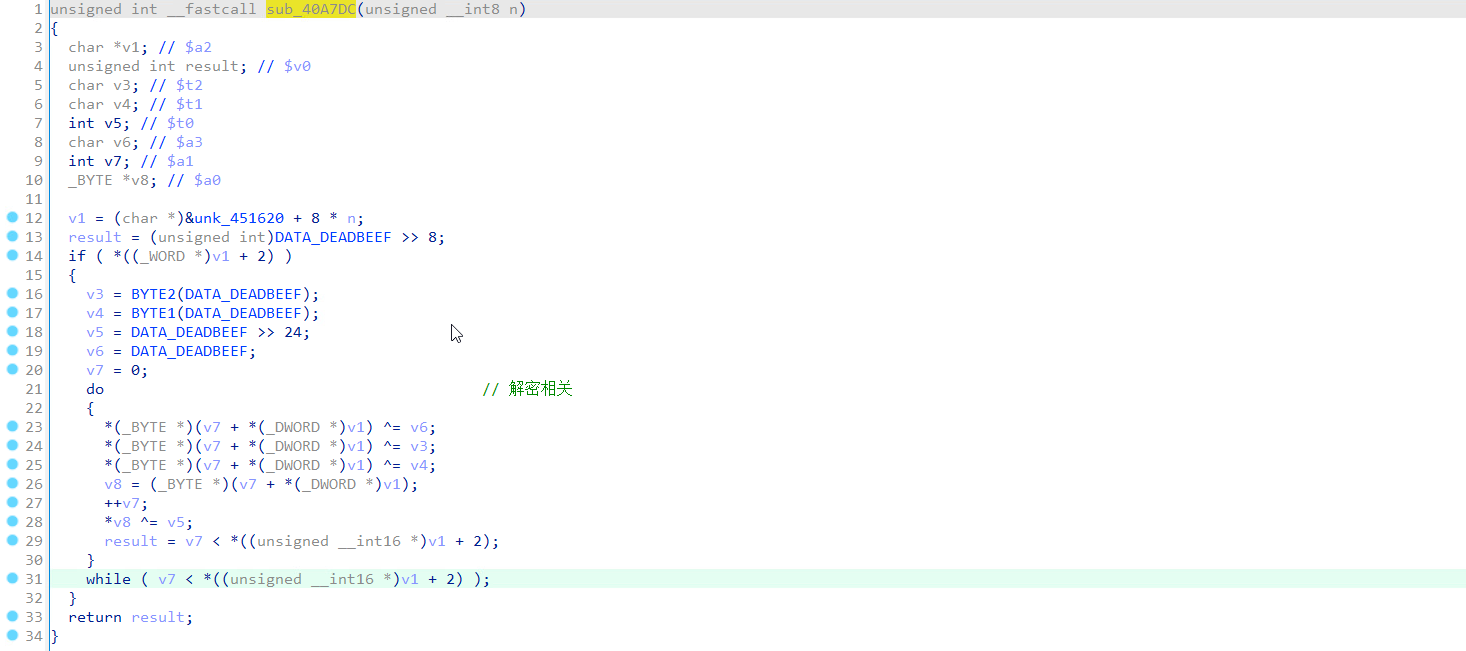 1 unsigned int __fastcall sub_40A7DC(unsigned __int8 n)
2 {
3   char *v1; // $a2
4   unsigned int result; // $v0
5   char v3; // $t2
6   char v4; // $t1
7   int v5; // $t0
8   char v6; // $a3
9   int v7; // $a1
10   _BYTE *v8; // $a0
11
12   v1 = (char *)&unk_451620 + 8 * n;
13   result = (unsigned int)DATA_DEADBEEF >> 8;
14   if ( *((_WORD *)v1 + 2) )
15   {
16     v3 = BYTE2(DATA_DEADBEEF);
17     v4 = BYTE1(DATA_DEADBEEF);
18     v5 = DATA_DEADBEEF >> 24;
19     v6 = DATA_DEADBEEF;
20     v7 = 0;
21     do                                          // 解密相关
22     {
23       *(_BYTE *)(v7 + *(_DWORD *)v1) ^= v6;
24       *(_BYTE *)(v7 + *(_DWORD *)v1) ^= v3;
25       *(_BYTE *)(v7 + *(_DWORD *)v1) ^= v4;
26       v8 = (_BYTE *)(v7 + *(_DWORD *)v1);
27       ++v7;
28       *v8 ^= v5;
29       result = v7 < *((unsigned __int16 *)v1 + 2);
30     }
31     while ( v7 < *((unsigned __int16 *)v1 + 2) );
32   }
33   return result;
34 }